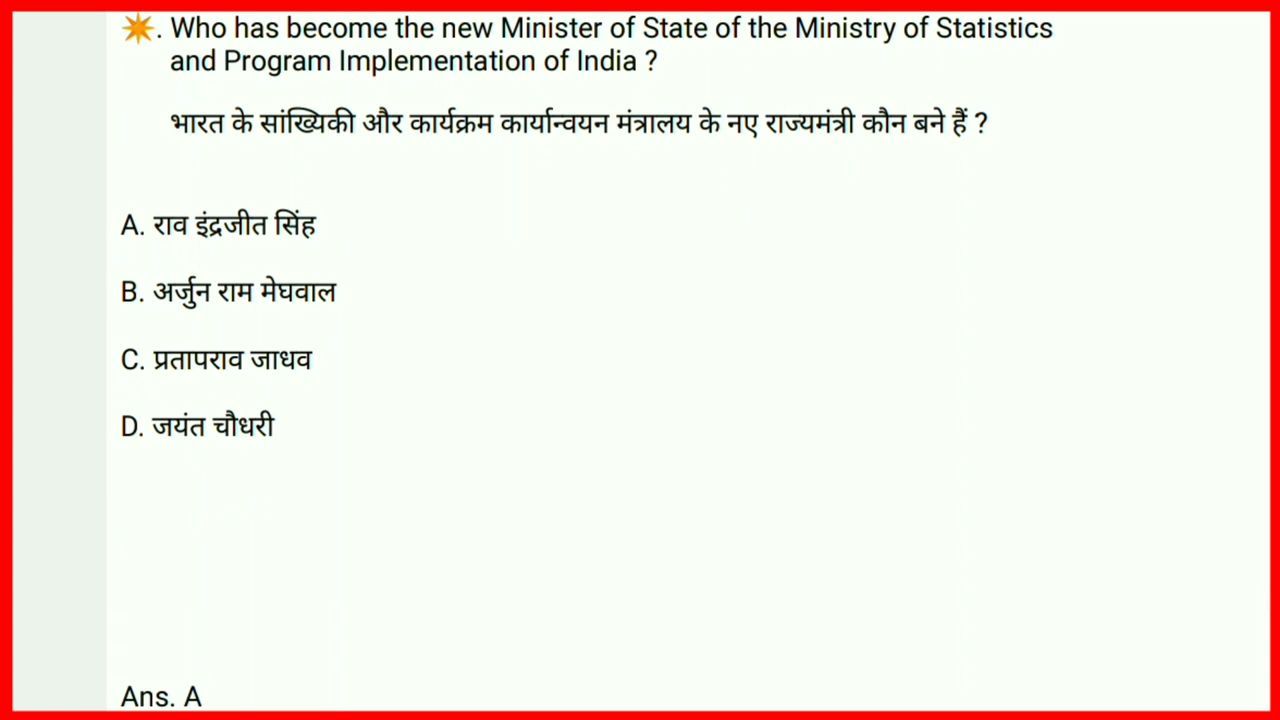 . Who has become the new Minister of State of the Ministry of Statistics
and Program Implementation of India ?
भारत के सांख्यिकी और कार्यक्रम कार्यान्वयन मंत्रालय के नए राज्यमंत्री कौन बने हैं ?
A. राव इंद्रजीत सिंह
B. अर्जुन राम मेघवाल
C. प्रतापराव जाधव
D. जयंत चौधरी
Ans. A